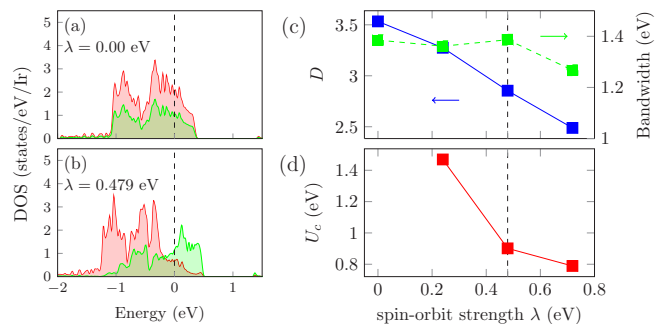 (a)
λ = 0.00 eV
5
4
3
2
1
0
(b)
λ = 0.479 eV
5
4
3
2
1
0
DOS (states/eV/Ir)
−2
−1
0
1
Energy (eV)
(c)
3.5
3
2.5
D
1.4
1.2
1
Bandwidth (eV)
(d)
1.4
1.2
1
0.8
U_c (eV)
0
0.2
0.4
0.6
0.8
spin-orbit strength λ (eV)